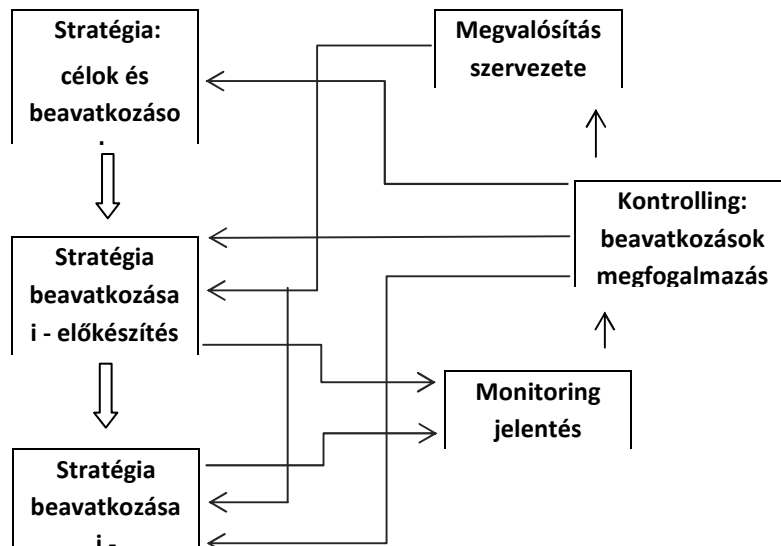 Stratégia:
célok és
beavatkozáso
Megvalósítás
szervezete
Stratégia
beavatkozása
i - előkészítés
Kontrolling:
beavatkozások
megfogalmazás
Monitoring
jelentés
Stratégia
beavatkozása
i -